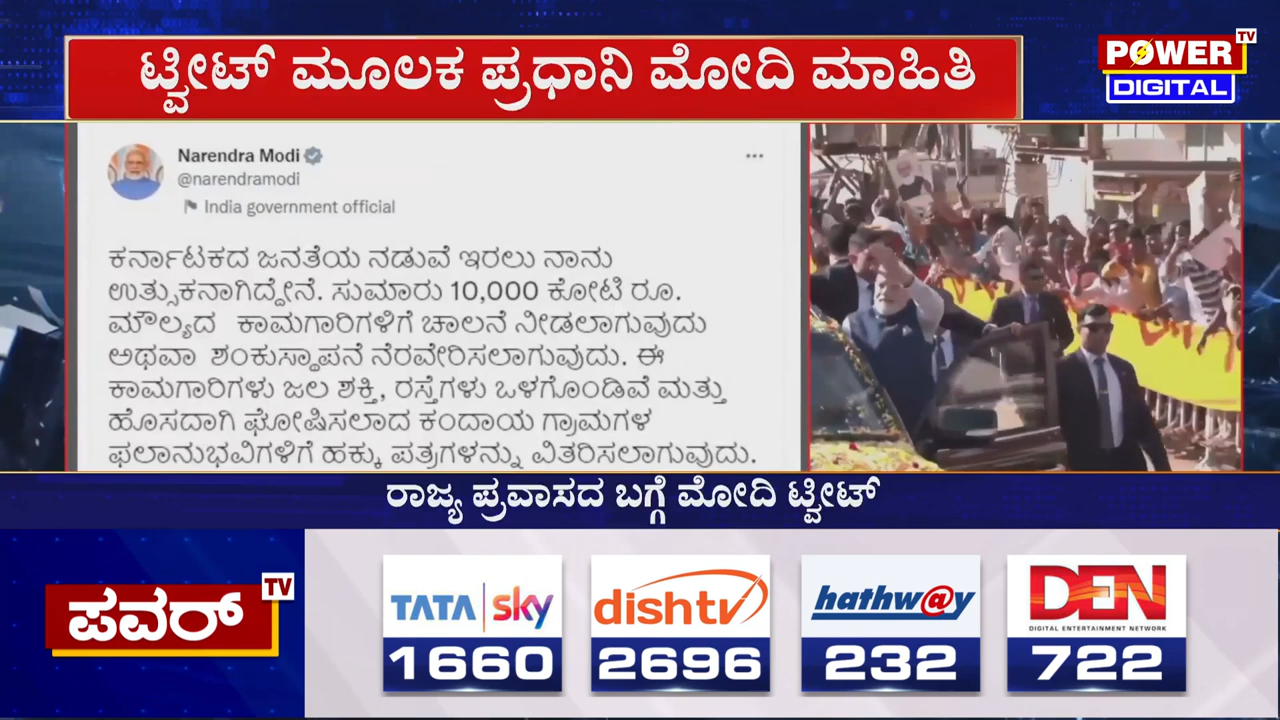 ಟ್ವೀಟ್ ಮೂಲಕ ಪ್ರಧಾನಿ ಮೋದಿ ಮಾಹಿತಿ
POWER TV
DIGITAL
Narendra Modi
@narendramodi
India government official
ಕರ್ನಾಟಕದ ಜನತೆಯ ನಡುವೆ ಇರಲು ನಾನು
ಉತ್ಸುಕನಾಗಿದ್ದೇನೆ. ಸುಮಾರು 10,000 ಕೋಟಿ ರೂ.
ಮೌಲ್ಯದ ಕಾಮಗಾರಿಗಳಿಗೆ ಚಾಲನೆ ನೀಡಲಾಗುವುದು
ಅಥವಾ ಶಂಕುಸ್ಥಾಪನೆ ನೆರವೇರಿಸಲಾಗುವುದು. ಈ
ಕಾಮಗಾರಿಗಳು ಜಲ ಶಕ್ತಿ, ರಸ್ತೆಗಳು ಒಳಗೊಂಡಿವೆ ಮತ್ತು
ಹೊಸದಾಗಿ ಘೋಷಿಸಲಾದ ಕಂದಾಯ ಗ್ರಾಮಗಳ
ಫಲಾನುಭವಿಗಳಿಗೆ ಹಕ್ಕು ಪತ್ರಗಳನ್ನು ವಿತರಿಸಲಾಗುವುದು.
ರಾಜ್ಯ ಪ್ರವಾಸದ ಬಗ್ಗೆ ಮೋದಿ ಟ್ವೀಟ್
ಪವರ್ TV
TATA sky
1660
dishtv
2696
hathw@y
232
DEN
DIGITAL ENTERTAINMENT NETWORK
722